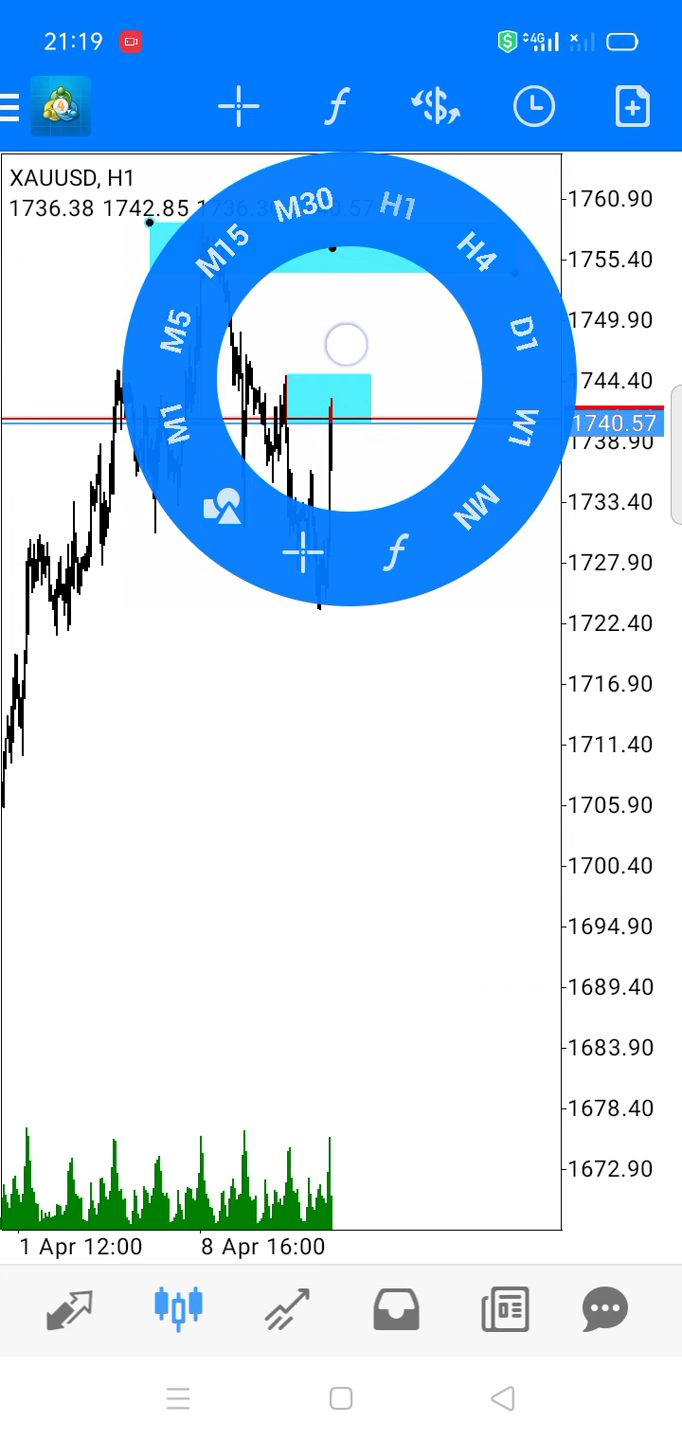 21:19
4G
4
XAUUSD, H1
1736.38 1742.85
M30
H1
M15
H4
M5
D1
M1
W1
MN
f
f
1760.90
1755.40
1749.90
1744.40
1740.57
1738.90
1733.40
1727.90
1722.40
1716.90
1711.40
1705.90
1700.40
1694.90
1689.40
1683.90
1678.40
1672.90
1 Apr 12:00
8 Apr 16:00